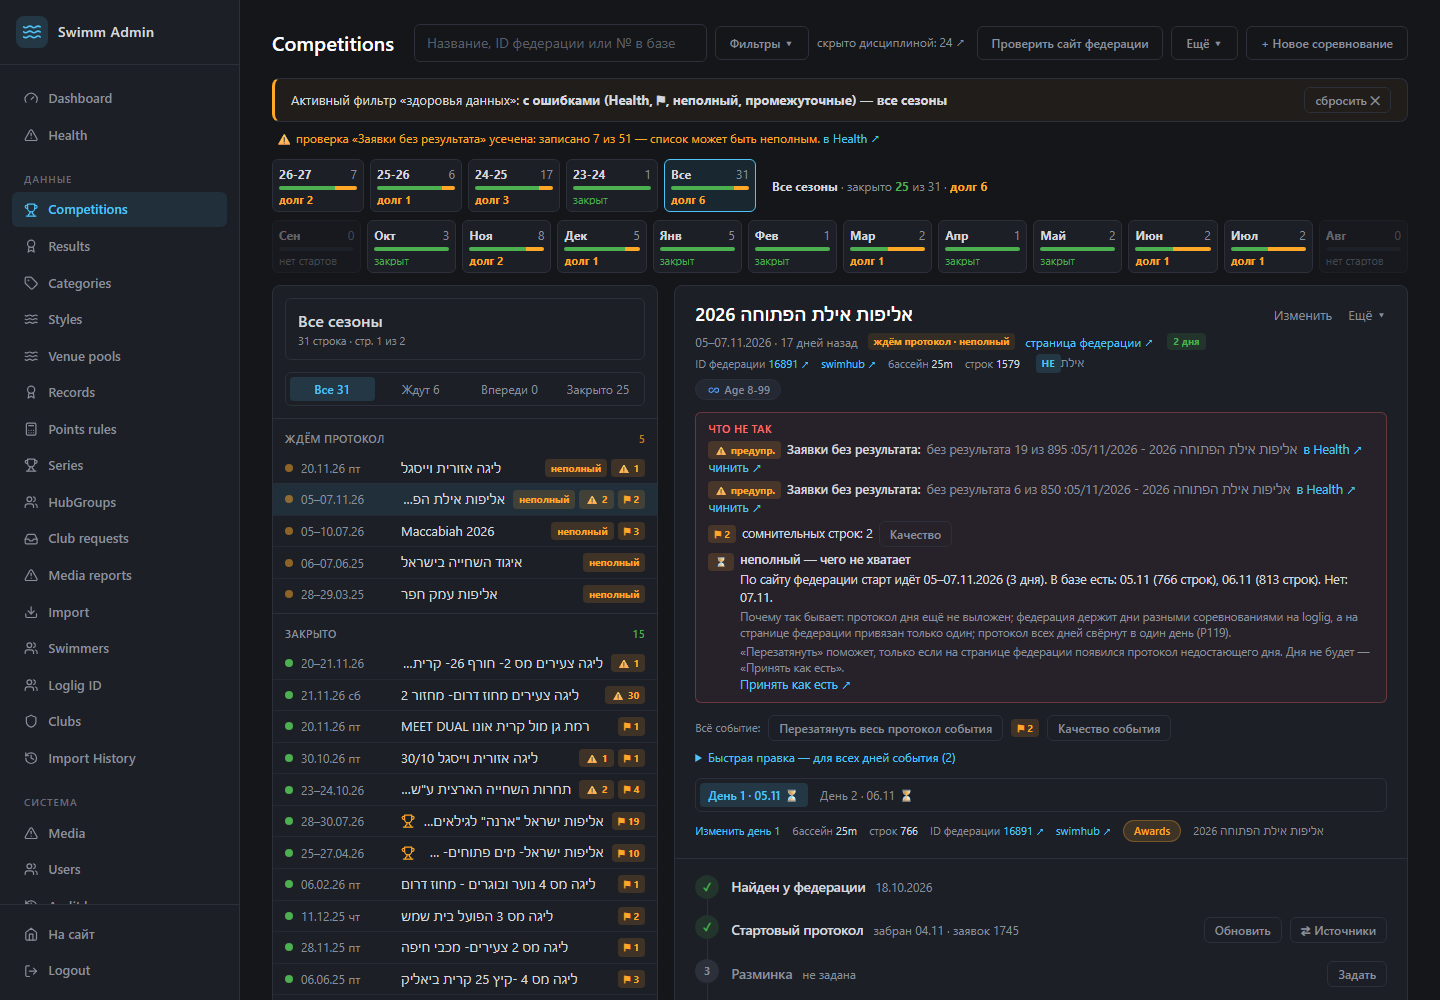 Swimm Admin
Dashboard
Health
ДАННЫЕ
Competitions
Results
Categories
Styles
Venue pools
Records
Points rules
Series
HubGroups
Club requests
Media reports
Import
Swimmers
Loglig ID
Clubs
Import History
СИСТЕМА
Media
Users
На сайт
Logout
Competitions
Название, ID федерации или № в базе
Фильтры ▾
скрыто дисциплиной: 24 ↗
Проверить сайт федерации
Ещё ▾
+ Новое соревнование
Активный фильтр «здоровья данных»: с ошибками (Health, ⚑, неполный, промежуточные) — все сезоны
сбросить ✕
⚠ проверка «Заявки без результата» усечена: записано 7 из 51 — список может быть неполным. в Health ↗
26-27 7
долг 2
25-26 6
долг 1
24-25 17
долг 3
23-24 1
закрыт
Все 31
долг 6
Все сезоны · закрыто 25 из 31 · долг 6
Сен 0
нет стартов
Окт 3
закрыт
Ноя 8
долг 2
Дек 5
долг 1
Янв 5
закрыт
Фев 1
закрыт
Мар 2
долг 1
Апр 1
закрыт
Май 2
закрыт
Июн 2
долг 1
Июл 2
долг 1
Авг 0
нет стартов
Все сезоны
31 строка · стр. 1 из 2
Все 31
Ждут 6
Впереди 0
Закрыто 25
ЖДЁМ ПРОТОКОЛ 5
20.11.26 пт ליגה אזורית וייסגל неполный ⚠ 1
05–07.11.26 אליפות אילת הפ... неполный ⚠ 2 ⚑ 2
05–10.07.26 Maccabiah 2026 неполный ⚑ 3
06–07.06.25 איגוד השחייה בישראל неполный
28–29.03.25 אליפות עמק חפר неполный
ЗАКРЫТО 15
20–21.11.26 ליגה צעירים מס 2- חורף 26- קרית... ⚠ 1
21.11.26 сб ליגה צעירים מחוז דרום- מחזור 2 ⚠ 30
20.11.26 пт רמת גן מול קרית אונו MEET DUAL ⚑ 1
30.10.26 пт ליגה אזורית וייסגל 30/10 ⚠ 1 ⚑ 1
23–24.10.26 תחרות השחייה הארצית ע"ש... ⚠ 2 ⚑ 4
28–30.07.26 אליפות ישראל "ארנה" לגילאים... ⚑ 19
25–27.04.26 אליפות ישראל- מים פתוחים- ... ⚑ 10
06.02.26 пт ליגה מס 4 נוער ובוגרים - מחוז דרום ⚑ 1
11.12.25 чт ליגה מס 3 הפועל בית שמש ⚑ 2
28.11.25 пт ליגה מס 2 צעירים- מכבי חיפה ⚑ 1
06.06.25 пт ליגה מס 4 -קיץ 25 קרית ביאליק ⚑ 3
אליפות אילת הפתוחה 2026
Изменить
Ещё ▾
05–07.11.2026 · 17 дней назад ждём протокол · неполный страница федерации ↗ 2 дня
ID федерации 16891 ↗ swimhub ↗ бассейн 25m строк 1579 HE אילת
∞ Age 8-99
ЧТО НЕ ТАК
⚠ предупр. Заявки без результата: без результата 19 из 895 :05/11/2026 - אליפות אילת הפתוחה 2026 в Health ↗
чинить ↗
⚠ предупр. Заявки без результата: без результата 6 из 850 :05/11/2026 - אליפות אילת הפתוחה 2026 в Health ↗
чинить ↗
⚑ 2 сомнительных строк: 2 Качество
⌛ неполный — чего не хватает
По сайту федерации старт идёт 05–07.11.2026 (3 дня). В базе есть: 05.11 (766 строк), 06.11 (813 строк). Нет:
07.11.
Почему так бывает: протокол дня ещё не выложен; федерация держит дни разными соревнованиями на loglig, а на
странице федерации привязан только один; протокол всех дней свёрнут в один день (P119).
«Перезатянуть» поможет, только если на странице федерации появился протокол недостающего дня. Дня не будет —
«Принять как есть».
Принять как есть ↗
Всё событие: Перезатянуть весь протокол события ⚑ 2 Качество события
▶ Быстрая правка — для всех дней события (2)
День 1 · 05.11 ⌛
День 2 · 06.11 ⌛
Изменить день 1 бассейн 25m строк 766 ID федерации 16891 ↗ swimhub ↗ Awards אליפות אילת הפתוחה 2026
✓ Найден у федерации 18.10.2026
✓ Стартовый протокол забран 04.11 · заявок 1745 Обновить ⇄ Источники
3 Разминка не задана Задать